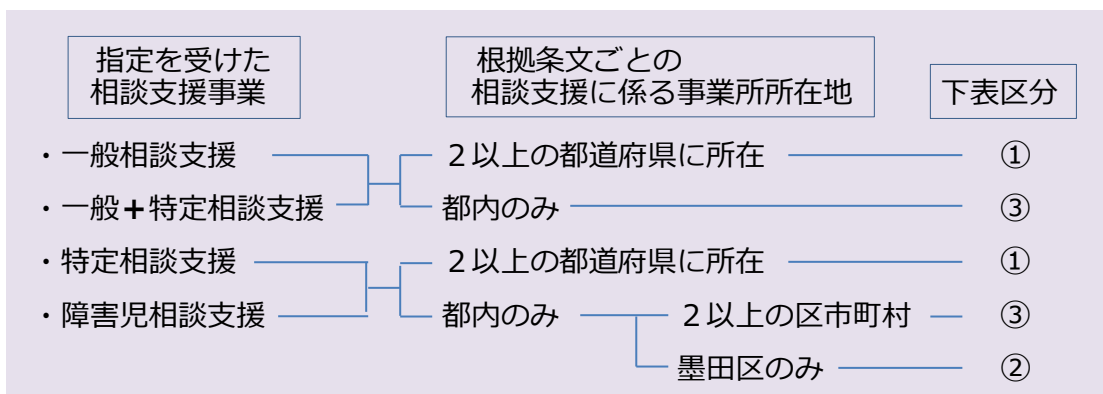 指定を受けた
相談支援事業
根拠条文ごとの
相談支援に係る事業所所在地
下表区分
・一般相談支援 2以上の都道府県に所在 ①
・一般+特定相談支援 都内のみ ③
・特定相談支援 2以上の都道府県に所在 ①
・障害児相談支援 都内のみ 2以上の区市町村 ③
墨田区のみ ②